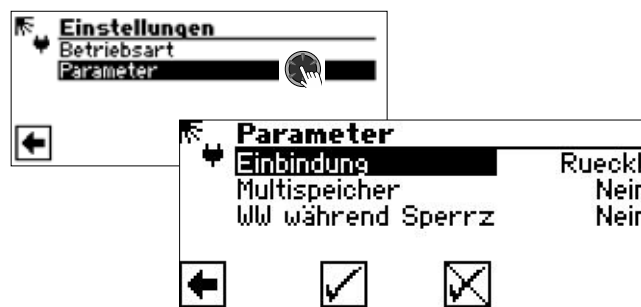 Einstellungen
Betriebsart
Parameter
Parameter
Einbindung Rueckl
Multispeicher Nein
WW während Sperrz Nein